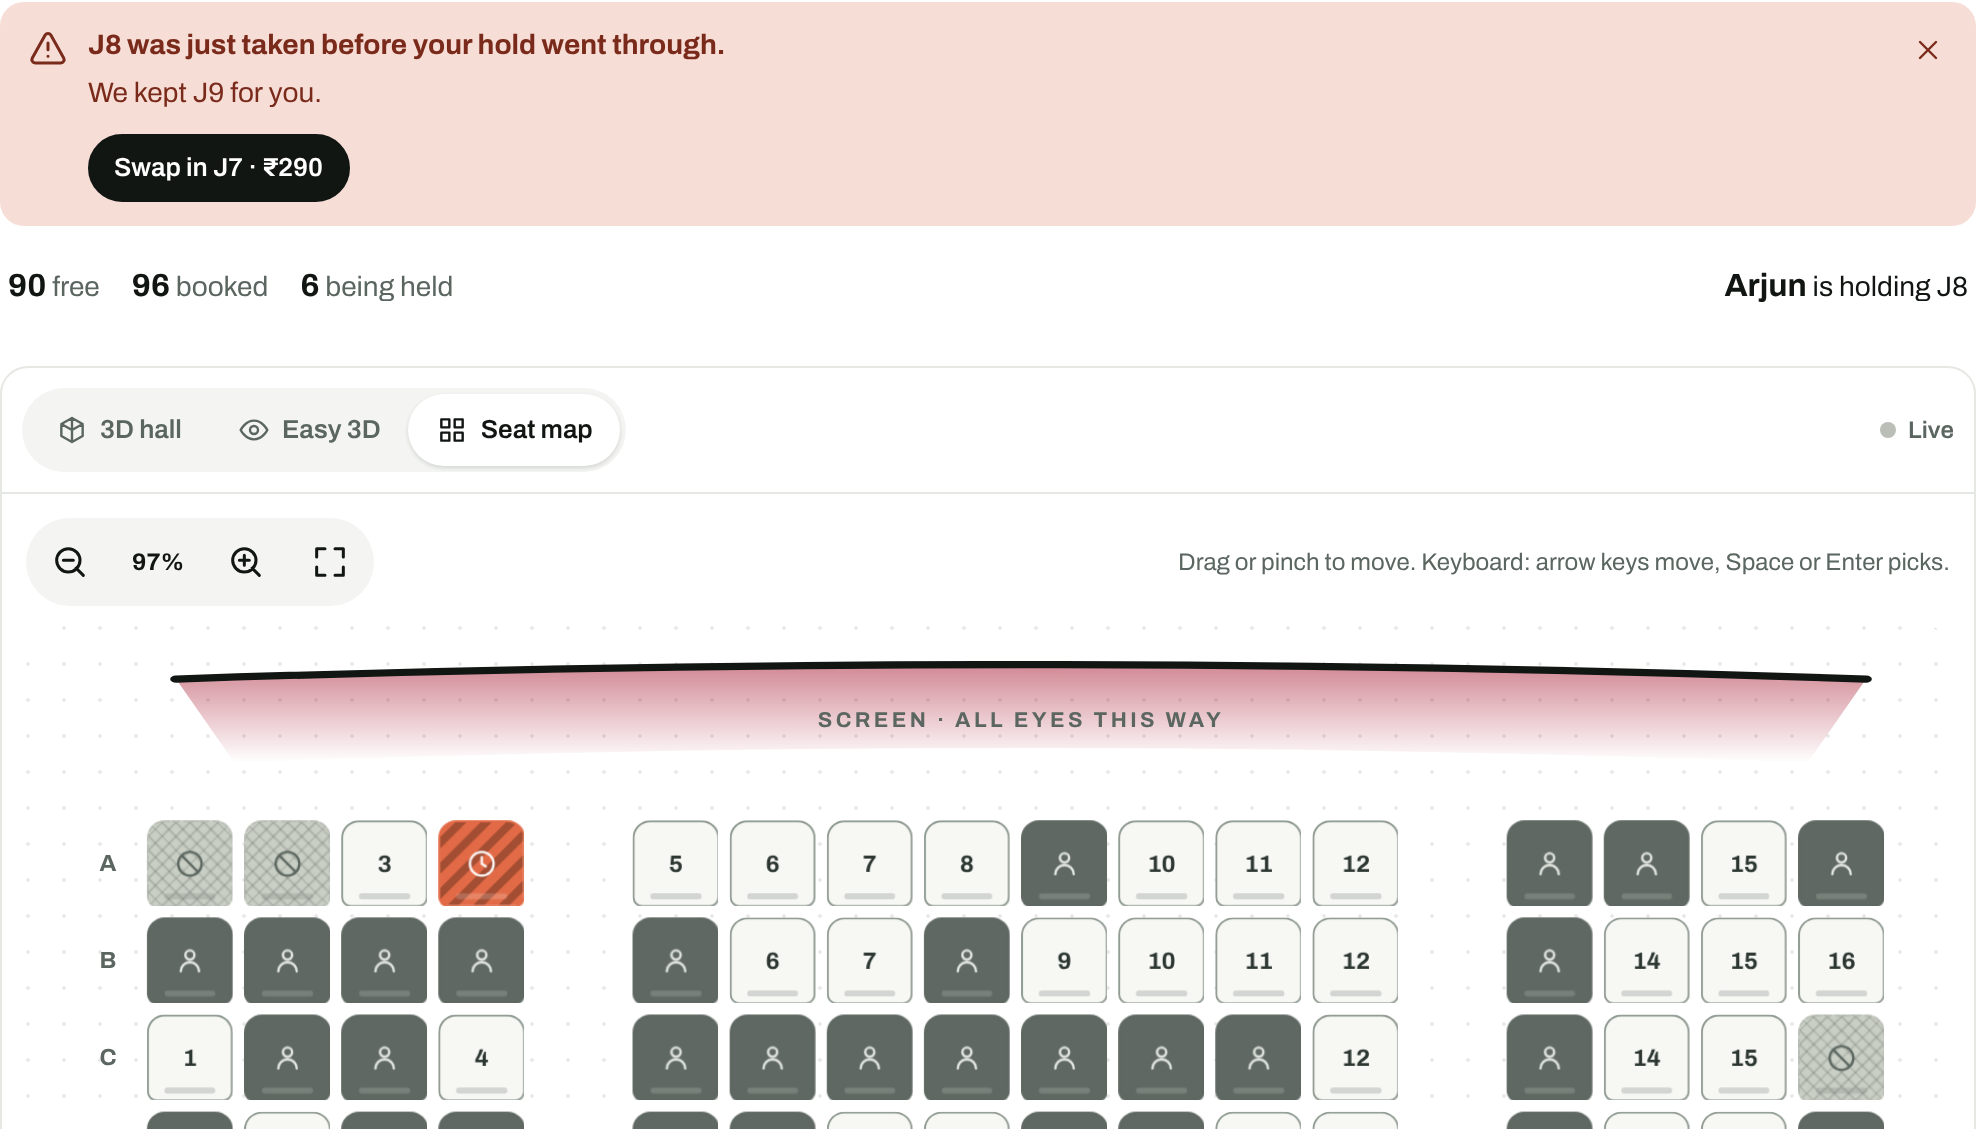 J8 was just taken before your hold went through.
We kept J9 for you.
Swap in J7 · ₹290
90 free 96 booked 6 being held
Arjun is holding J8
3D hall Easy 3D Seat map
Live
97%
Drag or pinch to move. Keyboard: arrow keys move, Space or Enter picks.
SCREEN · ALL EYES THIS WAY
A 3 5 6 7 8 10 11 12 15
B 6 7 9 10 11 12 14 15 16
C 1 4 12 14 15